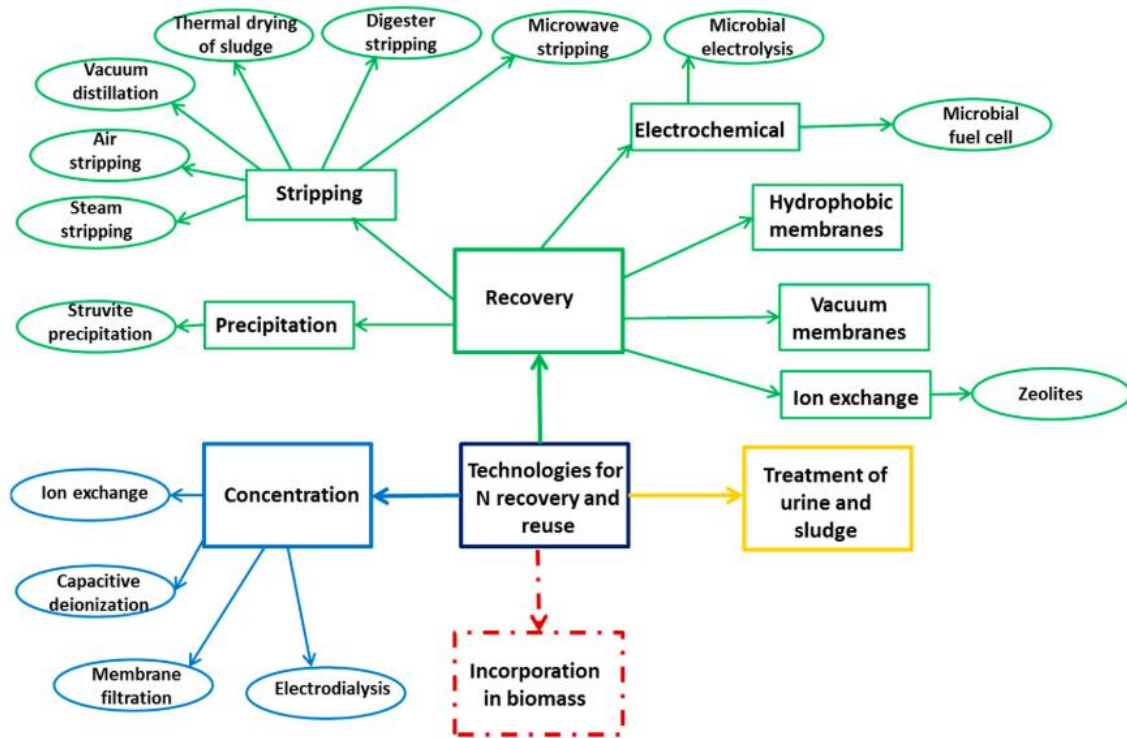 Thermal drying
of sludge
Digester
stripping
Microwave
stripping
Microbial
electrolysis
Vacuum
distillation
Electrochemical
Microbial
fuel cell
Air
stripping
Stripping
Steam
stripping
Hydrophobic
membranes
Recovery
Struvite
precipitation
Precipitation
Vacuum
membranes
Ion exchange
Zeolites
Ion exchange
Concentration
Technologies for
N recovery and
reuse
Treatment of
urine and
sludge
Capacitive
deionization
Membrane
filtration
Electrodialysis
Incorporation
in biomass